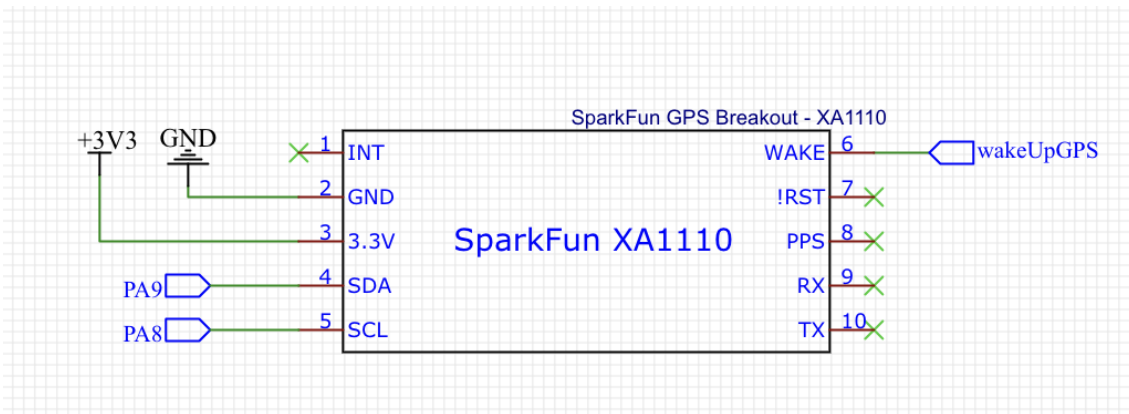 SparkFun GPS Breakout - XA1110
+3V3
GND
1
INT
2
GND
3
3.3V
PA9
4
SDA
PA8
5
SCL
SparkFun XA1110
WAKE
6
wakeUpGPS
!RST
7
PPS
8
RX
9
TX
10